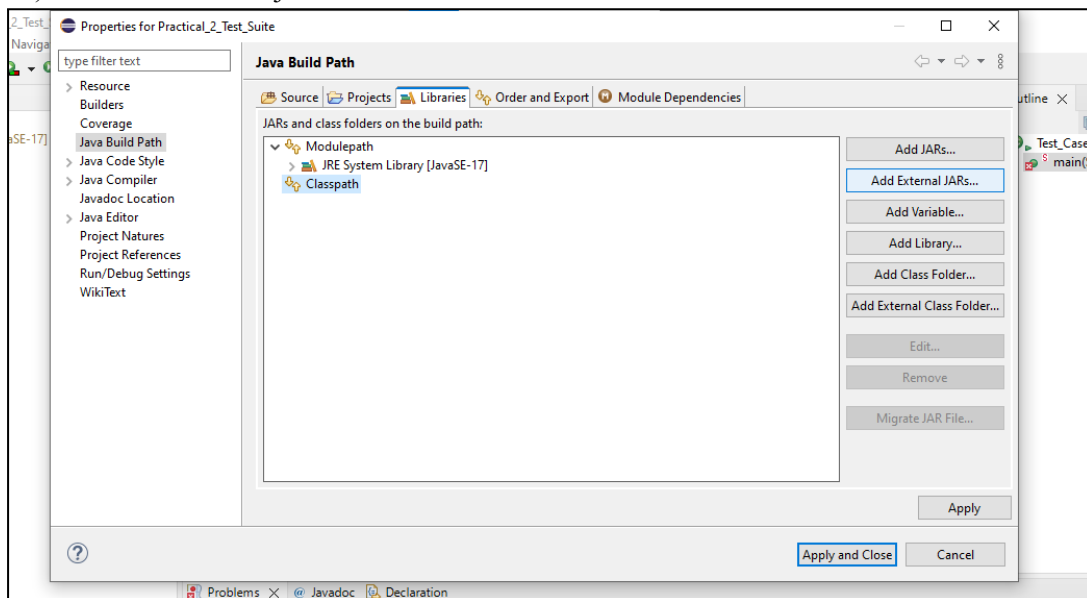 2_Test_
Properties for Practical_2_Test_Suite
Naviga
type filter text
Java Build Path
Resource
Builders
Coverage
Java Build Path
Java Code Style
Java Compiler
Javadoc Location
Java Editor
Project Natures
Project References
Run/Debug Settings
WikiText
Source Projects Libraries Order and Export Module Dependencies
JARs and class folders on the build path:
Modulepath
JRE System Library [JavaSE-17]
Classpath
Add JARs...
Add External JARs...
Add Variable...
Add Library...
Add Class Folder...
Add External Class Folder...
Edit...
Remove
Migrate JAR File...
Apply
Apply and Close Cancel
aSE-17]
utline
Test_Case
main(
Problems Javadoc Declaration